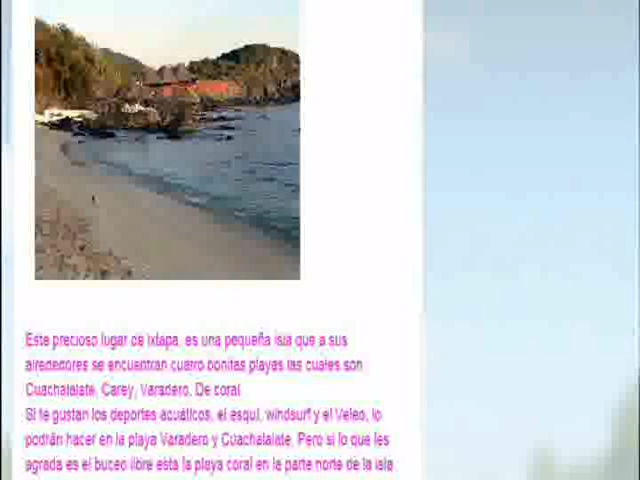 Este precioso lugar de Ixtapa, es una pequeña isla que a sus
alrededores se encuentran cuatro bonitas playas las cuales son
Cuachalalate, Carey, Varadero, De coral
Si te gustan los deportes acuáticos, el esquí, windsurf y el Veleo, lo
podrán hacer en la playa Varadero y Cuachalalate. Pero si lo que les
agrada es el buceo libre esta la playa coral en la parte norte de la isla